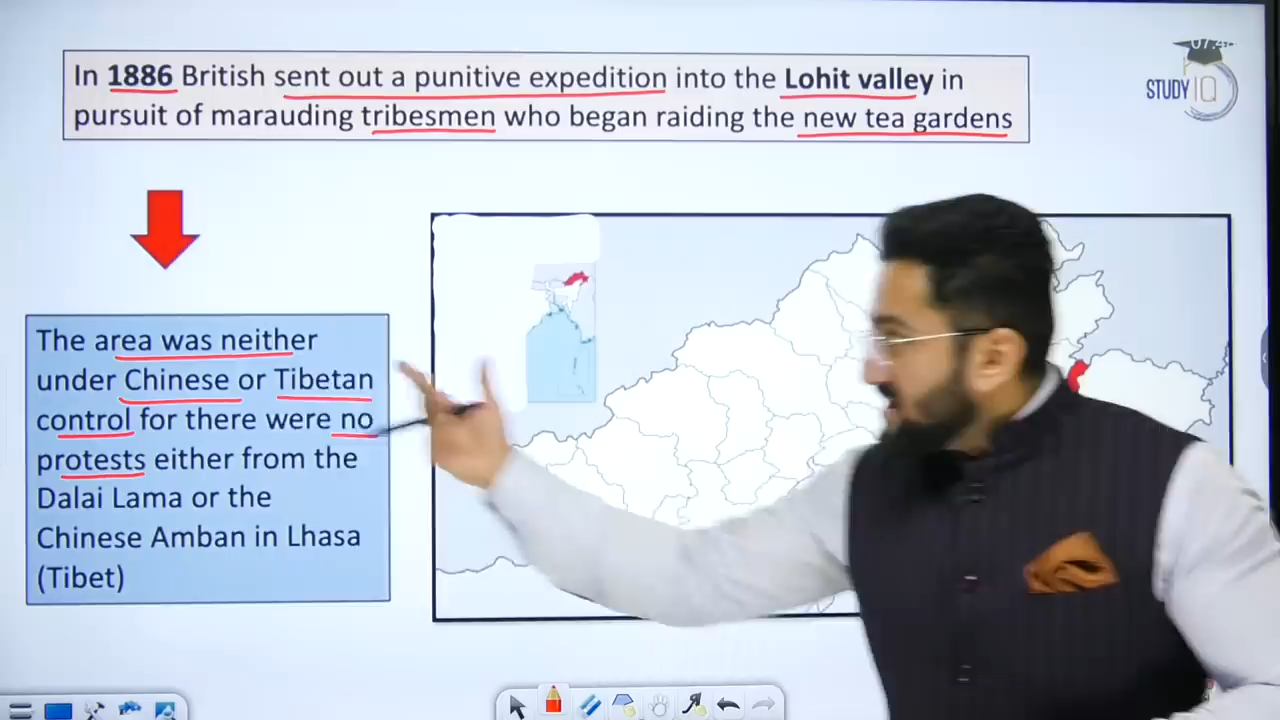 In 1886 British sent out a punitive expedition into the Lohit valley in
pursuit of marauding tribesmen who began raiding the new tea gardens
STUDY IQ
The area was neither
under Chinese or Tibetan
control for there were no
protests either from the
Dalai Lama or the
Chinese Amban in Lhasa
(Tibet)